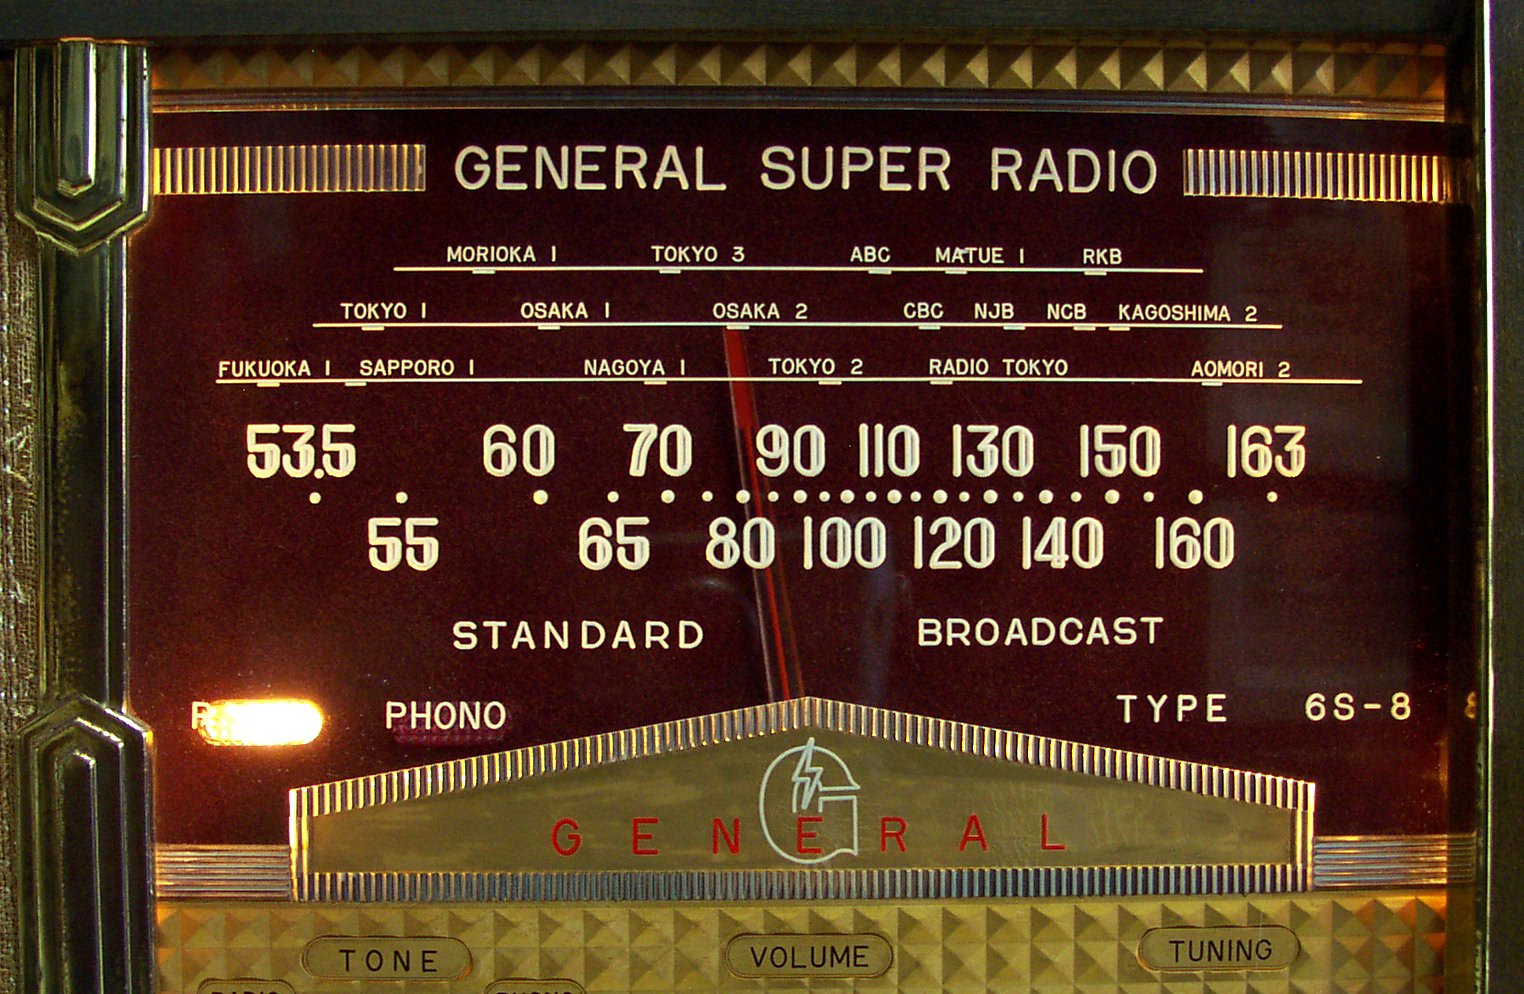 GENERAL SUPER RADIO
MORIOKA 1 TOKYO 3 ABC MATUE 1 RKB
TOKYO 1 OSAKA 1 OSAKA 2 CBC NJB NCB KAGOSHIMA 2
FUKUOKA 1 SAPPORO 1 NAGOYA 1 TOKYO 2 RADIO TOKYO AOMORI 2
53.5 60 70 90 110 130 150 163
55 65 80 100 120 140 160
STANDARD BROADCAST
PHONO TYPE 6S-8
GENERAL
TONE VOLUME TUNING
RADIO PHONO